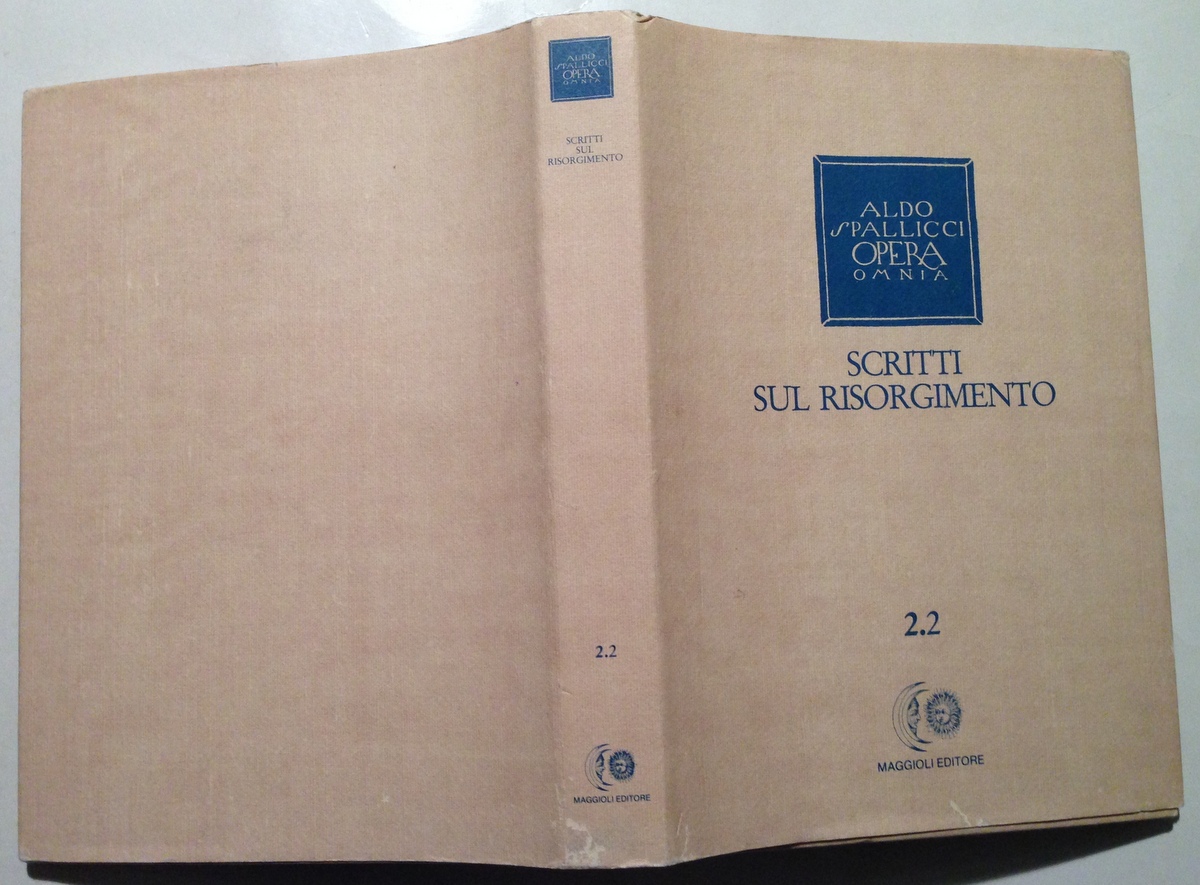 ALDO
SPALLICCI
OPERA
OMNIA
SCRITTI
SUL
RISORGIMENTO
2.2
MAGGIOLI EDITORE
ALDO
SPALLICCI
OPERA
OMNIA
SCRITTI
SUL RISORGIMENTO
2.2
MAGGIOLI EDITORE